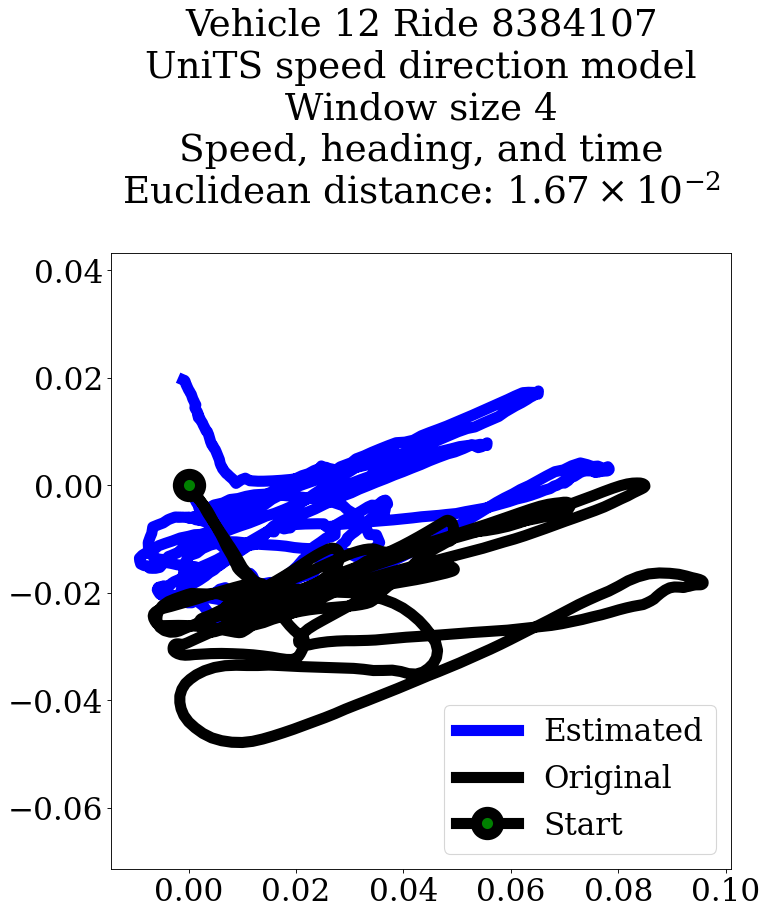 Vehicle 12 Ride 8384107
UniTS speed direction model
Window size 4
Speed, heading, and time
Euclidean distance: 1.67 × 10⁻²
0.04
0.02
0.00
−0.02
−0.04
−0.06
Estimated
Original
Start
0.00 0.02 0.04 0.06 0.08 0.10